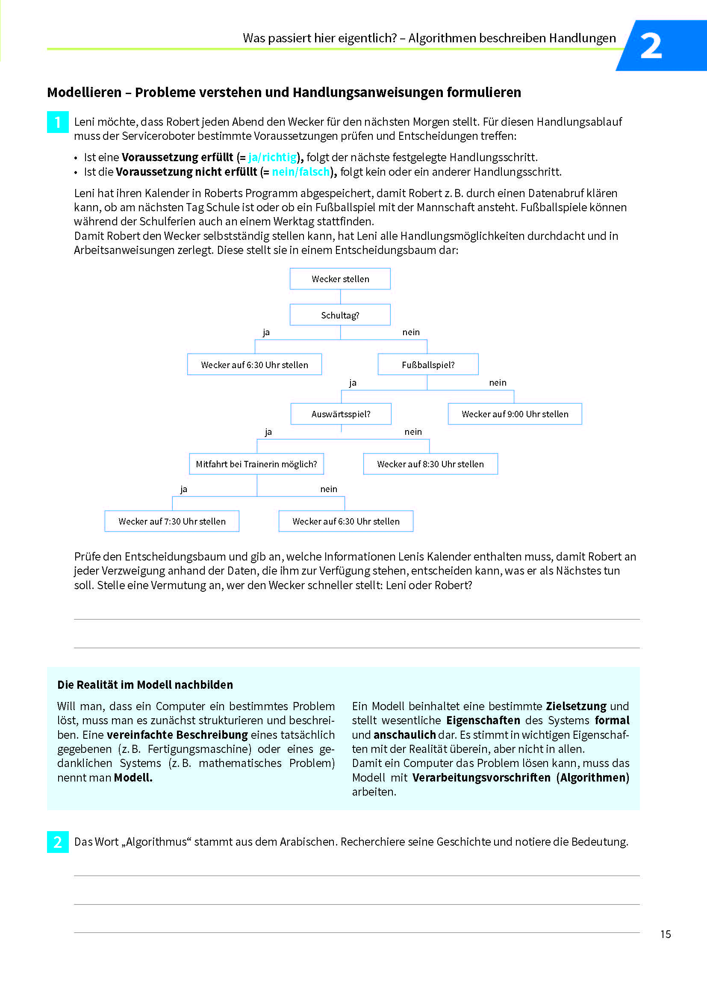 Was passiert hier eigentlich? – Algorithmen beschreiben Handlungen
2
Modellieren – Probleme verstehen und Handlungsanweisungen formulieren
1
Leni möchte, dass Robert jeden Abend den Wecker für den nächsten Morgen stellt. Für diesen Handlungsablauf
muss der Serviceroboter bestimmte Voraussetzungen prüfen und Entscheidungen treffen:
• Ist eine Voraussetzung erfüllt (= ja/richtig), folgt der nächste festgelegte Handlungsschritt.
• Ist die Voraussetzung nicht erfüllt (= nein/falsch), folgt kein oder ein anderer Handlungsschritt.
Leni hat ihren Kalender in Roberts Programm abgespeichert, damit Robert z. B. durch einen Datenabruf klären
kann, ob am nächsten Tag Schule ist oder ob ein Fußballspiel mit der Mannschaft ansteht. Fußballspiele können
während der Schulferien auch an einem Werktag stattfinden.
Damit Robert den Wecker selbstständig stellen kann, hat Leni alle Handlungsmöglichkeiten durchdacht und in
Arbeitsanweisungen zerlegt. Diese stellt sie in einem Entscheidungsbaum dar:
Wecker stellen
Schultag?
ja nein
Wecker auf 6:30 Uhr stellen Fußballspiel?
ja nein
Auswärtsspiel? Wecker auf 9:00 Uhr stellen
ja nein
Mitfahrt bei Trainerin möglich? Wecker auf 8:30 Uhr stellen
ja nein
Wecker auf 7:30 Uhr stellen Wecker auf 6:30 Uhr stellen
Prüfe den Entscheidungsbaum und gib an, welche Informationen Lenis Kalender enthalten muss, damit Robert an
jeder Verzweigung anhand der Daten, die ihm zur Verfügung stehen, entscheiden kann, was er als Nächstes tun
soll. Stelle eine Vermutung an, wer den Wecker schneller stellt: Leni oder Robert?
Die Realität im Modell nachbilden
Will man, dass ein Computer ein bestimmtes Problem
löst, muss man es zunächst strukturieren und beschrei-
ben. Eine vereinfachte Beschreibung eines tatsächlich
gegebenen (z. B. Fertigungsmaschine) oder eines ge-
danklichen Systems (z. B. mathematisches Problem)
nennt man Modell.
Ein Modell beinhaltet eine bestimmte Zielsetzung und
stellt wesentliche Eigenschaften des Systems formal
und anschaulich dar. Es stimmt in wichtigen Eigenschaf-
ten mit der Realität überein, aber nicht in allen.
Damit ein Computer das Problem lösen kann, muss das
Modell mit Verarbeitungsvorschriften (Algorithmen)
arbeiten.
2
Das Wort „Algorithmus“ stammt aus dem Arabischen. Recherchiere seine Geschichte und notiere die Bedeutung.
15